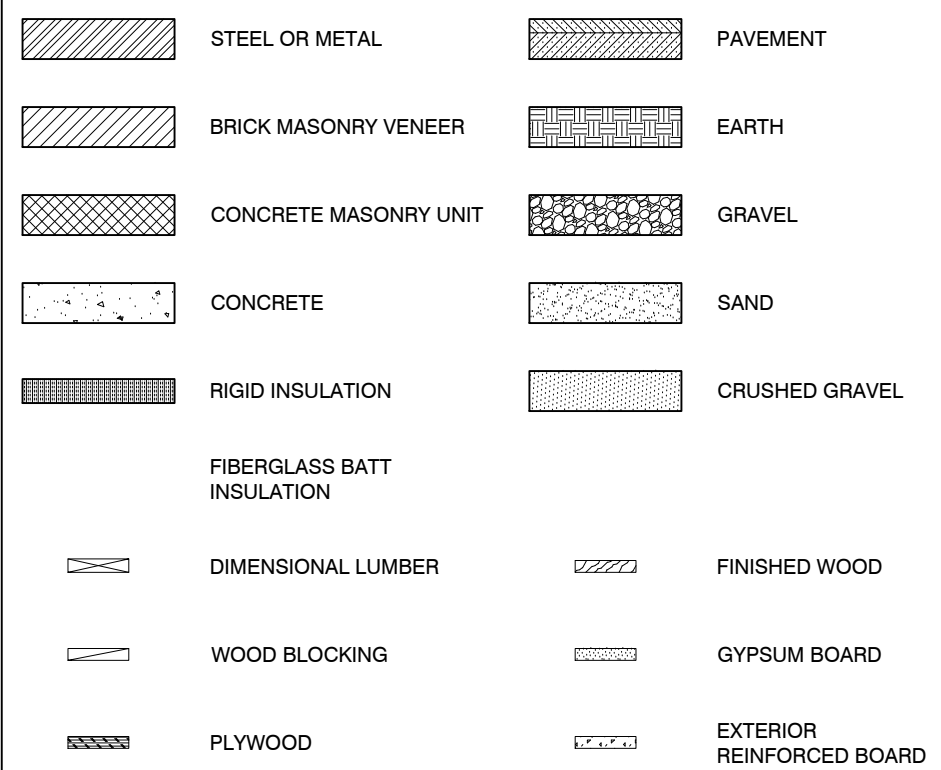 STEEL OR METAL
BRICK MASONRY VENEER
CONCRETE MASONRY UNIT
CONCRETE
RIGID INSULATION
FIBERGLASS BATT
INSULATION
DIMENSIONAL LUMBER
WOOD BLOCKING
PLYWOOD
PAVEMENT
EARTH
GRAVEL
SAND
CRUSHED GRAVEL
FINISHED WOOD
GYPSUM BOARD
EXTERIOR
REINFORCED BOARD